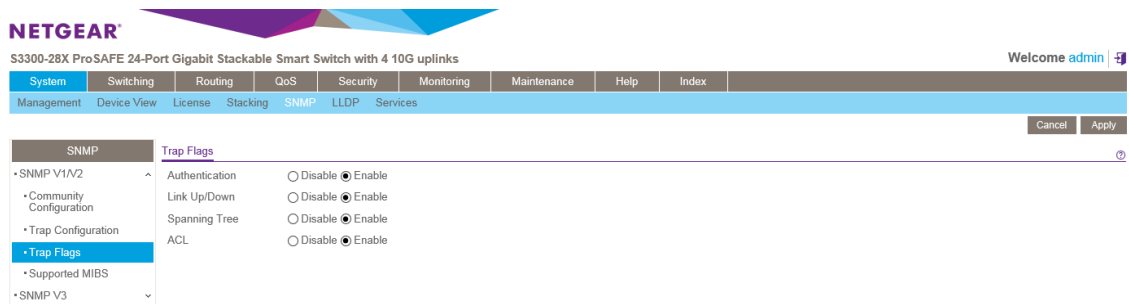 NETGEAR®
S3300-28X ProSAFE 24-Port Gigabit Stackable Smart Switch with 4 10G uplinks
Welcome admin
System Switching Routing QoS Security Monitoring Maintenance Help Index
Management Device View License Stacking SNMP LLDP Services
Cancel Apply
SNMP
• SNMP V1/V2
• Community
Configuration
• Trap Configuration
• Trap Flags
• Supported MIBS
• SNMP V3
Trap Flags
Authentication Disable Enable
Link Up/Down Disable Enable
Spanning Tree Disable Enable
ACL Disable Enable